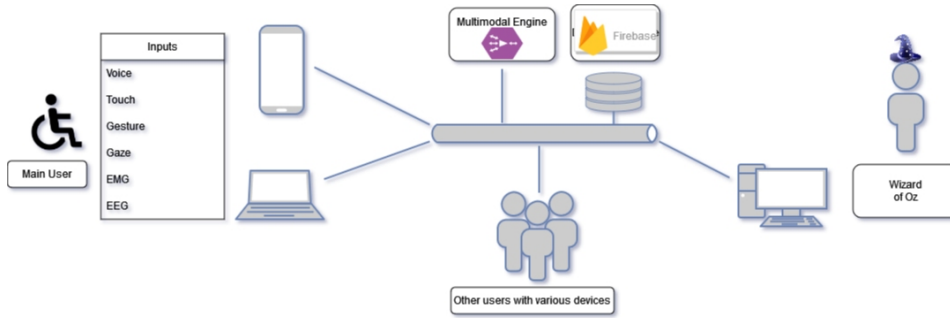 Main User
Inputs
Voice
Touch
Gesture
Gaze
EMG
EEG
Multimodal Engine
Firebase
Other users with various devices
Wizard
of Oz